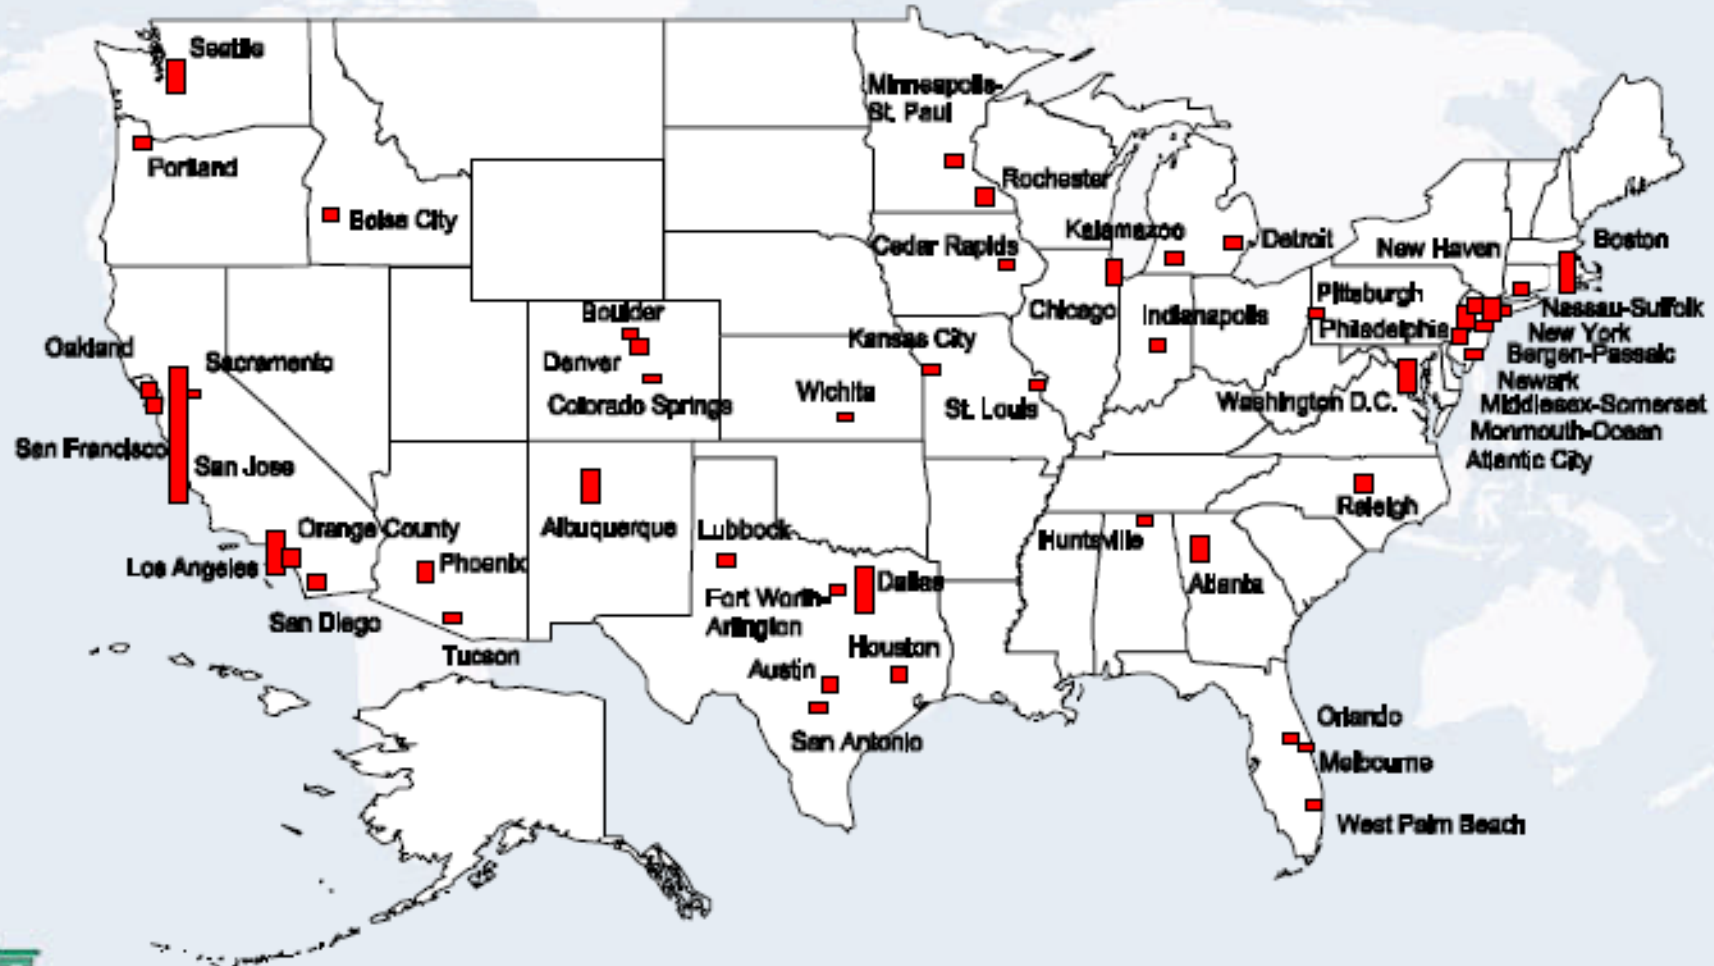 Seattle
Minneapolis-
St. Paul
Portland
Rochester
Boise City
Kalamazoo
Detroit
Boston
Cedar Rapids
New Haven
Pittsburgh
Boulder
Chicago
Indianapolis
Nassau-Suffolk
Philadelphia
New York
Oakland
Kansas City
Sacramento
Denver
Bergen-Passaic
Newark
Wichita
Colorado Springs
St. Louis
Washington D.C.
Middlesex-Somerset
Monmouth-Ocean
San Francisco
San Jose
Atlantic City
Raleigh
Orange County
Albuquerque
Lubbock
Huntsville
Los Angeles
Phoenix
Dallas
Atlanta
Fort Worth-
Arlington
San Diego
Houston
Tucson
Austin
Orlando
San Antonio
Melbourne
West Palm Beach